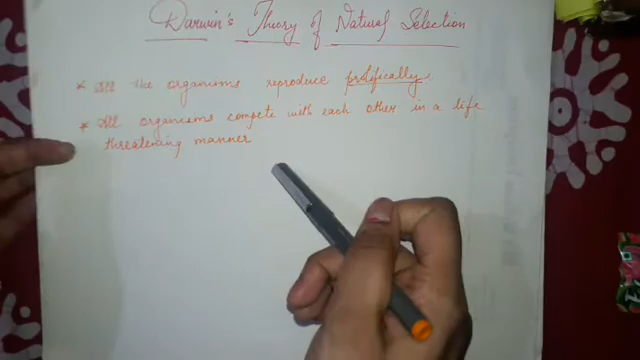 Darwin's Theory of Natural Selection
* All the organisms reproduce prolifically.
* All organisms compete with each other in a life
threatening manner